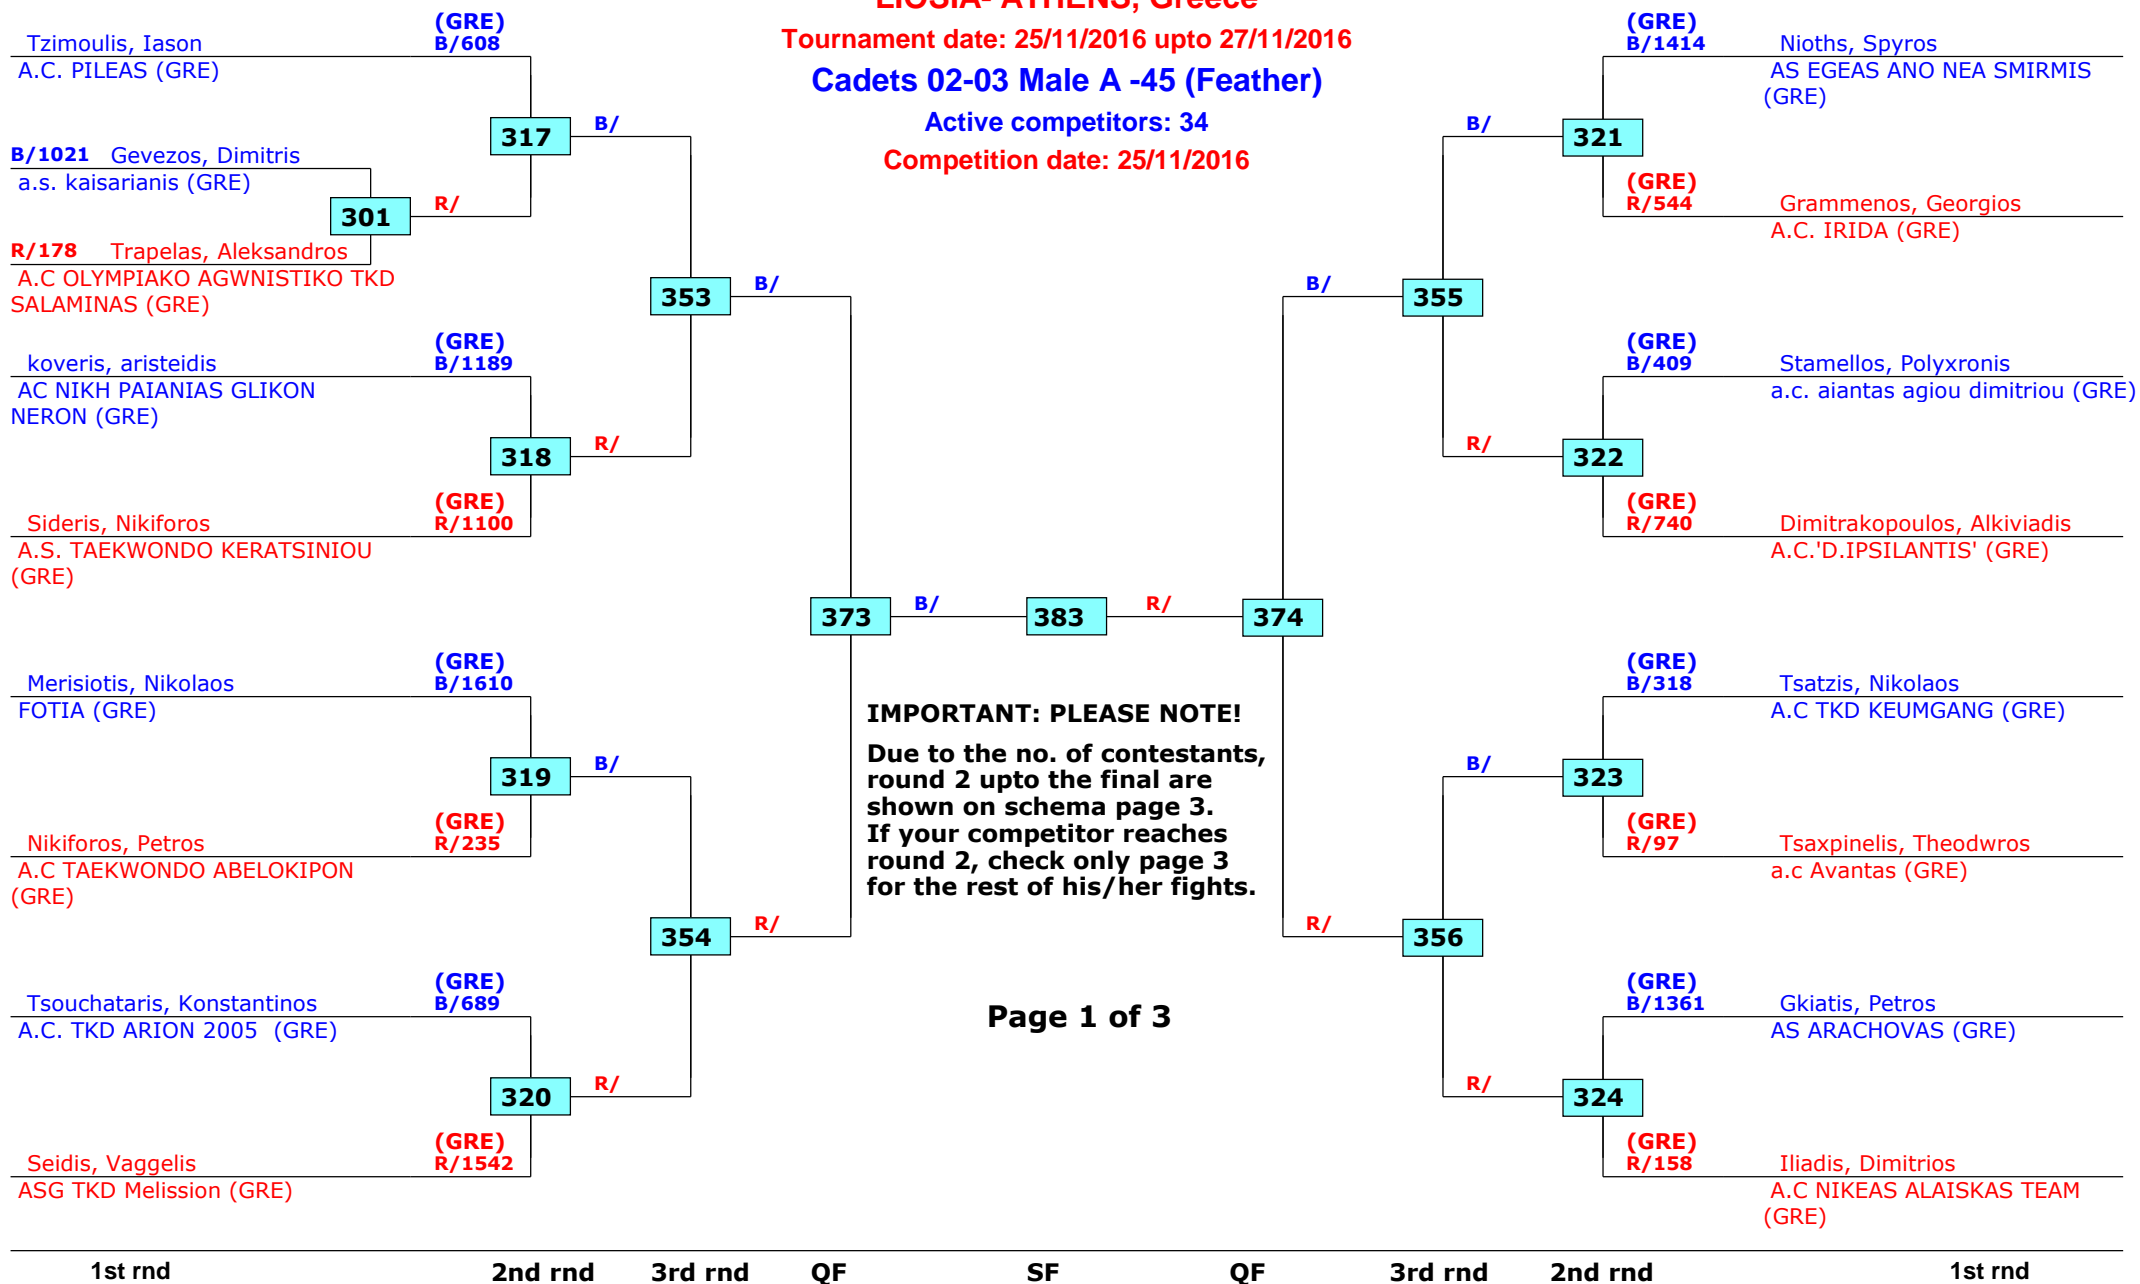 LIOSIA- ATHENS, Greece
Tournament date: 25/11/2016 upto 27/11/2016
Cadets 02-03 Male A -45 (Feather)
Active competitors: 34
Competition date: 25/11/2016
Tzimoulis, Iason
(GRE)
B/608
A.C. PILEAS (GRE)
317
B/
B/1021 Gevezos, Dimitris
a.s. kaisarianis (GRE)
301
R/
R/178 Trapelas, Aleksandros
A.C OLYMPIAKO AGWNISTIKO TKD
SALAMINAS (GRE)
353
B/
koveris, aristeidis
(GRE)
B/1189
AC NIKH PAIANIAS GLIKON
NERON (GRE)
318
R/
Sideris, Nikiforos
(GRE)
R/1100
A.S. TAEKWONDO KERATSINIOU
(GRE)
373
B/
383
R/
374
Merisiotis, Nikolaos
(GRE)
B/1610
FOTIA (GRE)
319
B/
Nikiforos, Petros
(GRE)
R/235
A.C TAEKWONDO ABELOKIPON
(GRE)
354
R/
Tsouchataris, Konstantinos
(GRE)
B/689
A.C. TKD ARION 2005 (GRE)
320
R/
Seidis, Vaggelis
(GRE)
R/1542
ASG TKD Melission (GRE)
IMPORTANT: PLEASE NOTE!
Due to the no. of contestants,
round 2 upto the final are
shown on schema page 3.
If your competitor reaches
round 2, check only page 3
for the rest of his/her fights.
Page 1 of 3
(GRE)
B/1414
Nioths, Spyros
AS EGEAS ANO NEA SMIRMIS
(GRE)
B/
321
(GRE)
R/544
Grammenos, Georgios
A.C. IRIDA (GRE)
B/
355
(GRE)
B/409
Stamellos, Polyxronis
a.c. aiantas agiou dimitriou (GRE)
R/
322
(GRE)
R/740
Dimitrakopoulos, Alkiviadis
A.C.'D.IPSILANTIS' (GRE)
(GRE)
B/318
Tsatzis, Nikolaos
A.C TKD KEUMGANG (GRE)
B/
323
(GRE)
R/97
Tsaxpinelis, Theodwros
a.c Avantas (GRE)
R/
356
(GRE)
B/1361
Gkiatis, Petros
AS ARACHOVAS (GRE)
R/
324
(GRE)
R/158
Iliadis, Dimitrios
A.C NIKEAS ALAISKAS TEAM
(GRE)
1st rnd 2nd rnd 3rd rnd QF SF QF 3rd rnd 2nd rnd 1st rnd